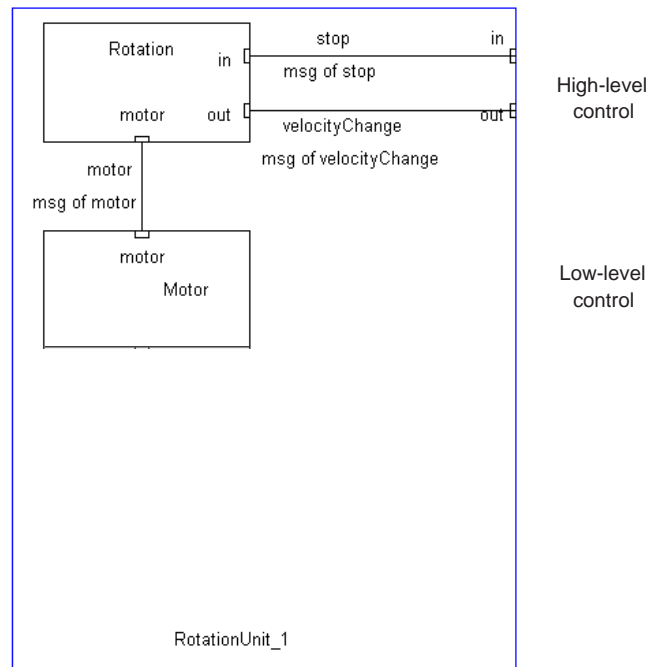 stop
in
Rotation
in
msg of stop
High-level
control
motor
out
velocityChange
out
msg of velocityChange
motor
msg of motor
motor
Motor
Low-level
control
RotationUnit_1